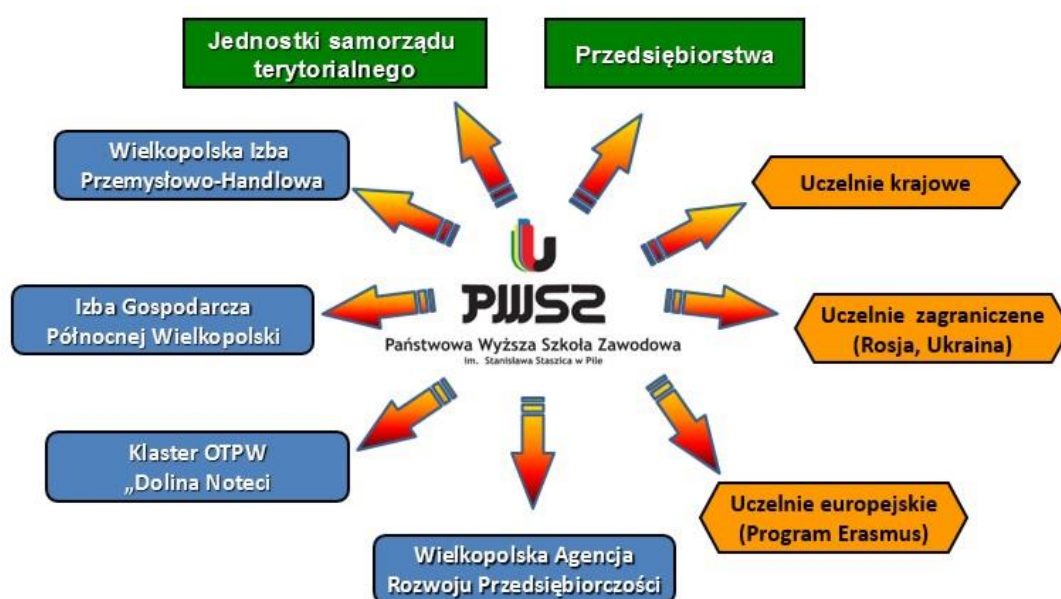 Jednostki samorządu
terytorialnego
Przedsiębiorstwa
Wielkopolska Izba
Przemysłowo-Handlowa
Uczelnie krajowe
Izba Gospodarcza
Północnej Wielkopolski
PWSZ
Państwowa Wyższa Szkoła Zawodowa
im. Stanisława Staszica w Pile
Uczelnie zagraniczene
(Rosja, Ukraina)
Klaster OTPW
„Dolina Noteci
Uczelnie europejskie
(Program Erasmus)
Wielkopolska Agencja
Rozwoju Przedsiębiorczości